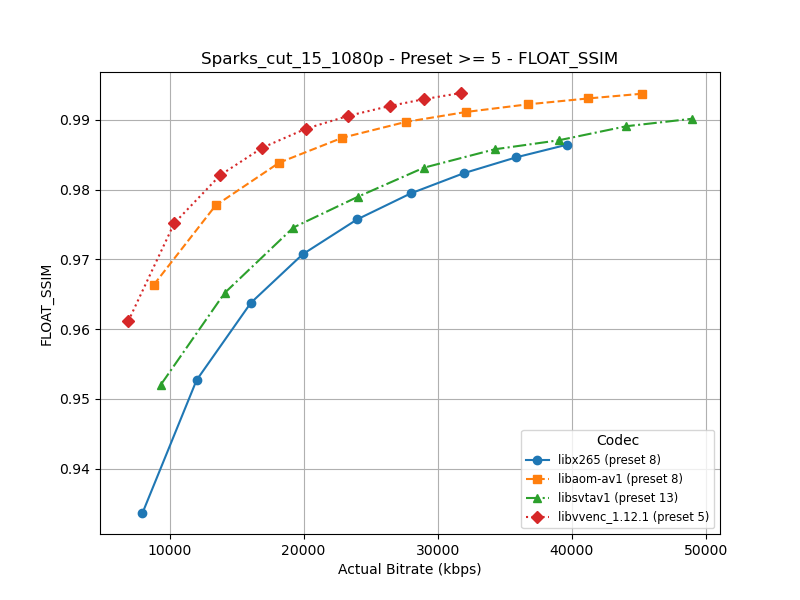 Sparks_cut_15_1080p - Preset >= 5 - FLOAT_SSIM
0.99
0.98
0.97
0.96
0.95
0.94
FLOAT_SSIM
10000
20000
30000
40000
50000
Actual Bitrate (kbps)
Codec
libx265 (preset 8)
libaom-av1 (preset 8)
libsvtav1 (preset 13)
libvvenc_1.12.1 (preset 5)